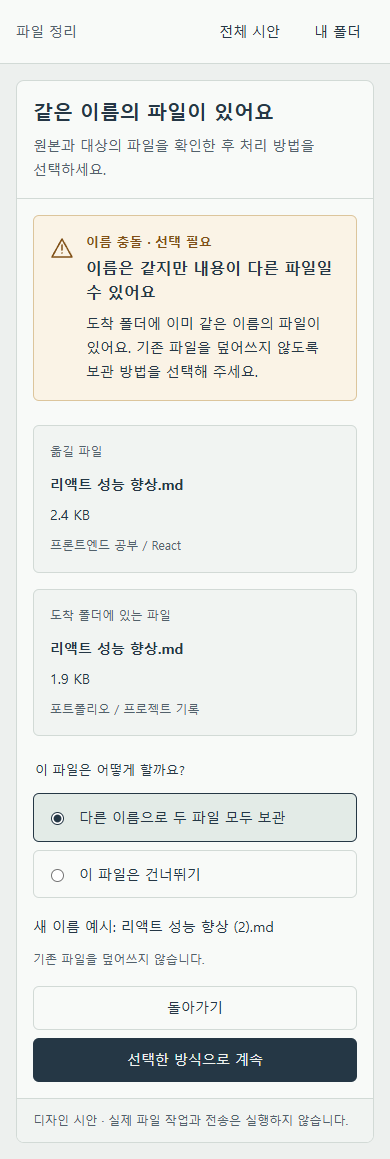 파일 정리
전체 시안
내 폴더
같은 이름의 파일이 있어요
원본과 대상의 파일을 확인한 후 처리 방법을
선택하세요.
이름 충돌 · 선택 필요
이름은 같지만 내용이 다른 파일일
수 있어요
도착 폴더에 이미 같은 이름의 파일이
있어요. 기존 파일을 덮어쓰지 않도록
보관 방법을 선택해 주세요.
옮길 파일
리액트 성능 향상.md
2.4 KB
프론트엔드 공부 / React
도착 폴더에 있는 파일
리액트 성능 향상.md
1.9 KB
포트폴리오 / 프로젝트 기록
이 파일은 어떻게 할까요?
다른 이름으로 두 파일 모두 보관
이 파일은 건너뛰기
새 이름 예시: 리액트 성능 향상 (2).md
기존 파일을 덮어쓰지 않습니다.
돌아가기
선택한 방식으로 계속
디자인 시안 · 실제 파일 작업과 전송은 실행하지 않습니다.